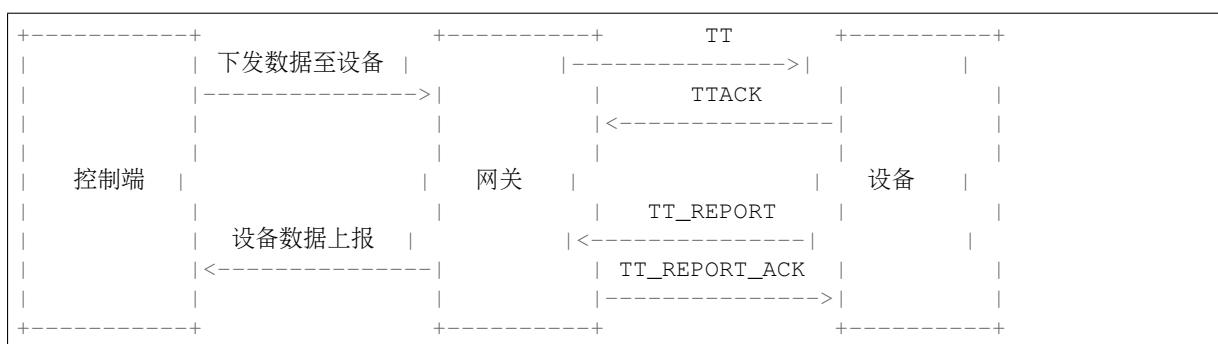 TT
下发数据至设备
TTACK
控制端 网关 设备
TT_REPORT
设备数据上报
TT_REPORT_ACK